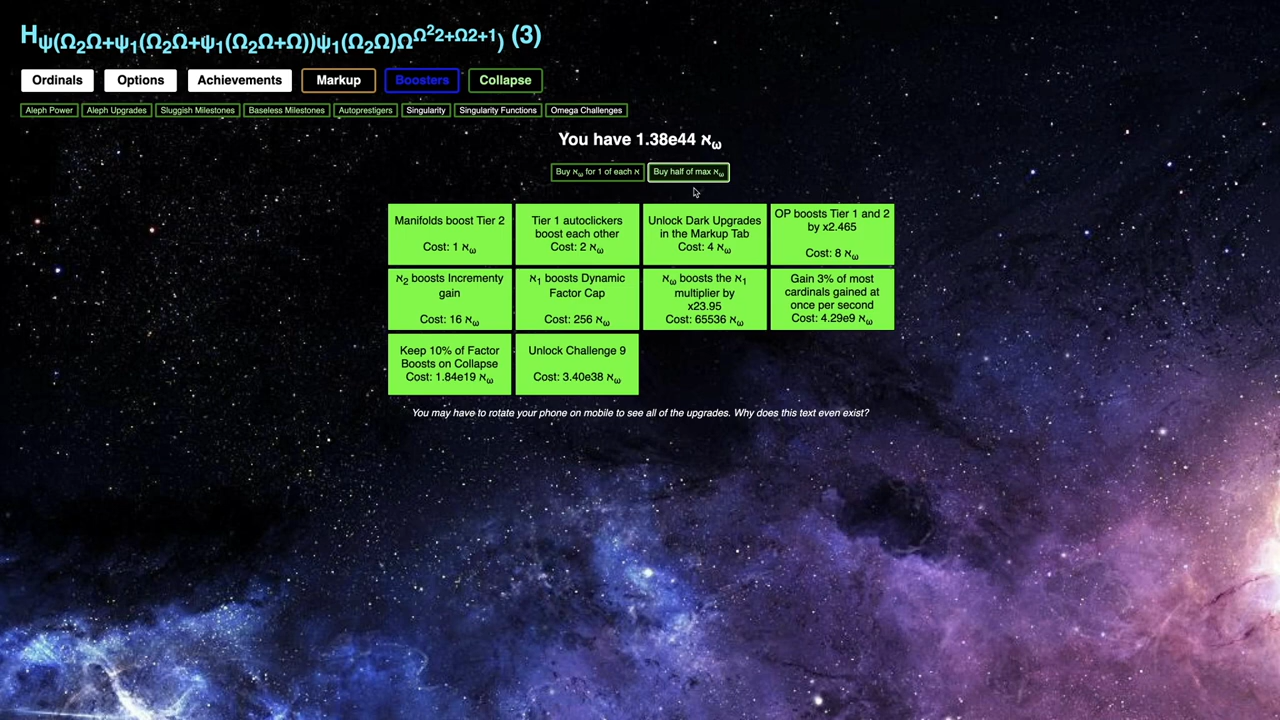 Hψ(Ω₂Ω+ψ₁(Ω₂Ω+ψ₁(Ω₂Ω+Ω))ψ₁(Ω₂Ω)Ω^Ω²2+Ω2+1) (3)
Ordinals Options Achievements Markup Boosters Collapse
Aleph Power Aleph Upgrades Sluggish Milestones Baseless Milestones Autoprestigers Singularity Singularity Functions Omega Challenges
You have 1.38e44 ℵω
Buy ℵω for 1 of each ℵ Buy half of max ℵω
Manifolds boost Tier 2
Cost: 1 ℵω
Tier 1 autoclickers
boost each other
Cost: 2 ℵω
Unlock Dark Upgrades
in the Markup Tab
Cost: 4 ℵω
OP boosts Tier 1 and 2
by x2.465
Cost: 8 ℵω
ℵ₂ boosts Incrementy
gain
Cost: 16 ℵω
ℵ₁ boosts Dynamic
Factor Cap
Cost: 256 ℵω
ℵω boosts the ℵ₁
multiplier by
x23.95
Cost: 65536 ℵω
Gain 3% of most
cardinals gained at
once per second
Cost: 4.29e9 ℵω
Keep 10% of Factor
Boosts on Collapse
Cost: 1.84e19 ℵω
Unlock Challenge 9
Cost: 3.40e38 ℵω
You may have to rotate your phone on mobile to see all of the upgrades. Why does this text even exist?